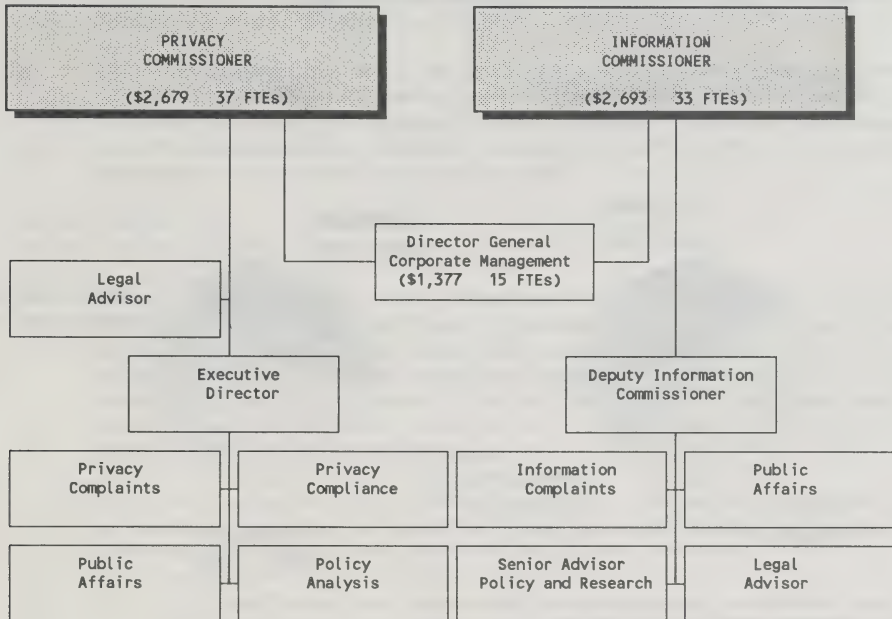 PRIVACY
COMMISSIONER
($2,679 37 FTEs)
INFORMATION
COMMISSIONER
($2,693 33 FTEs)
Director General
Corporate Management
($1,377 15 FTEs)
Legal
Advisor
Executive
Director
Deputy Information
Commissioner
Privacy
Complaints
Privacy
Compliance
Information
Complaints
Public
Affairs
Public
Affairs
Policy
Analysis
Senior Advisor
Policy and Research
Legal
Advisor